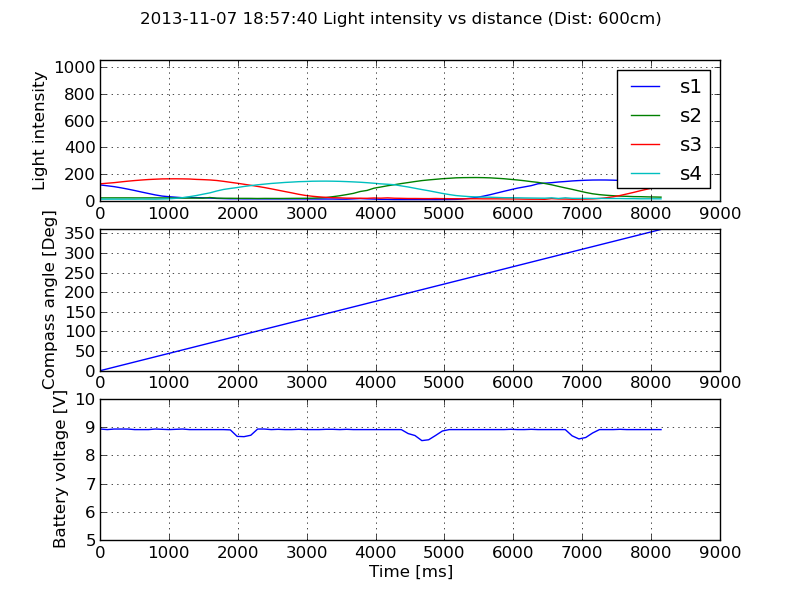 2013-11-07 18:57:40 Light intensity vs distance (Dist: 600cm)
Light intensity
1000
800
600
400
200
0
s1
s2
s3
s4
0 1000 2000 3000 4000 5000 6000 7000 8000 9000
Compass angle [Deg]
350
300
250
200
150
100
50
0
0 1000 2000 3000 4000 5000 6000 7000 8000 9000
Battery voltage [V]
10
9
8
7
6
5
0 1000 2000 3000 4000 5000 6000 7000 8000 9000
Time [ms]